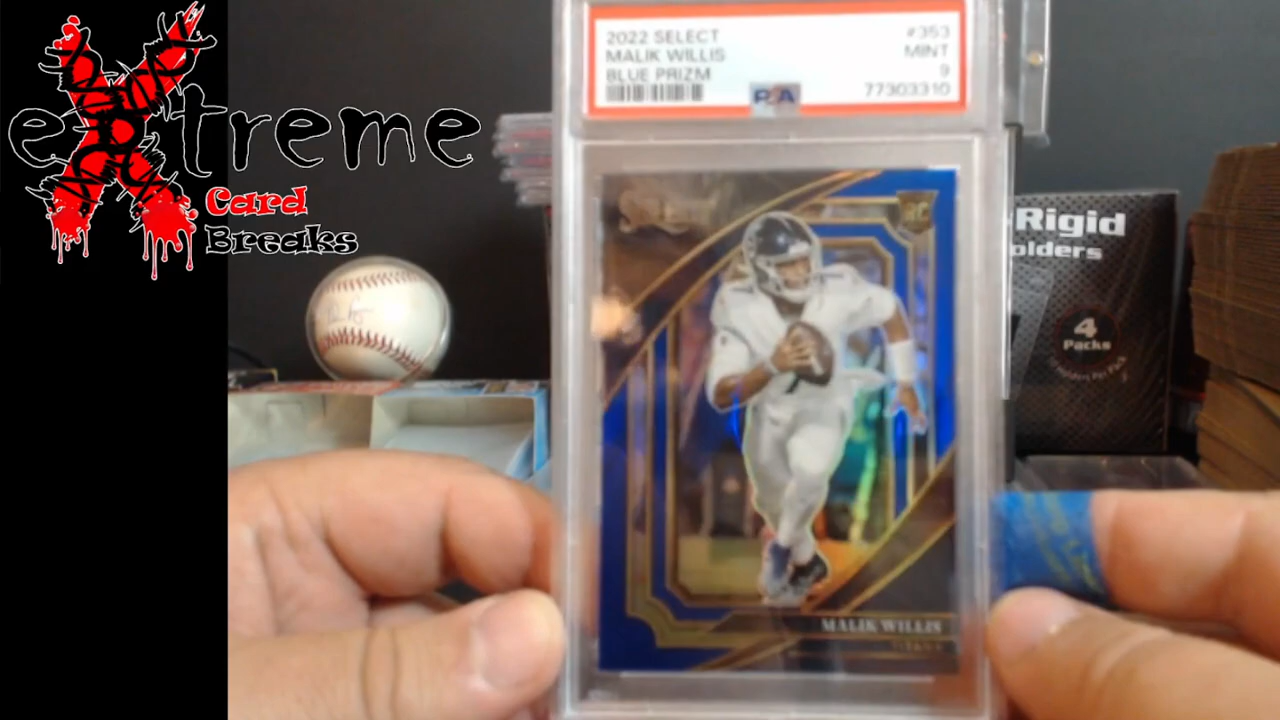 eXtreme
Card
Breaks
2022 SELECT #353
MALIK WILLIS MINT
BLUE PRIZM 9
PSA 77303310
RC
MALIK WILLIS
Rigid
olders
4
Packs